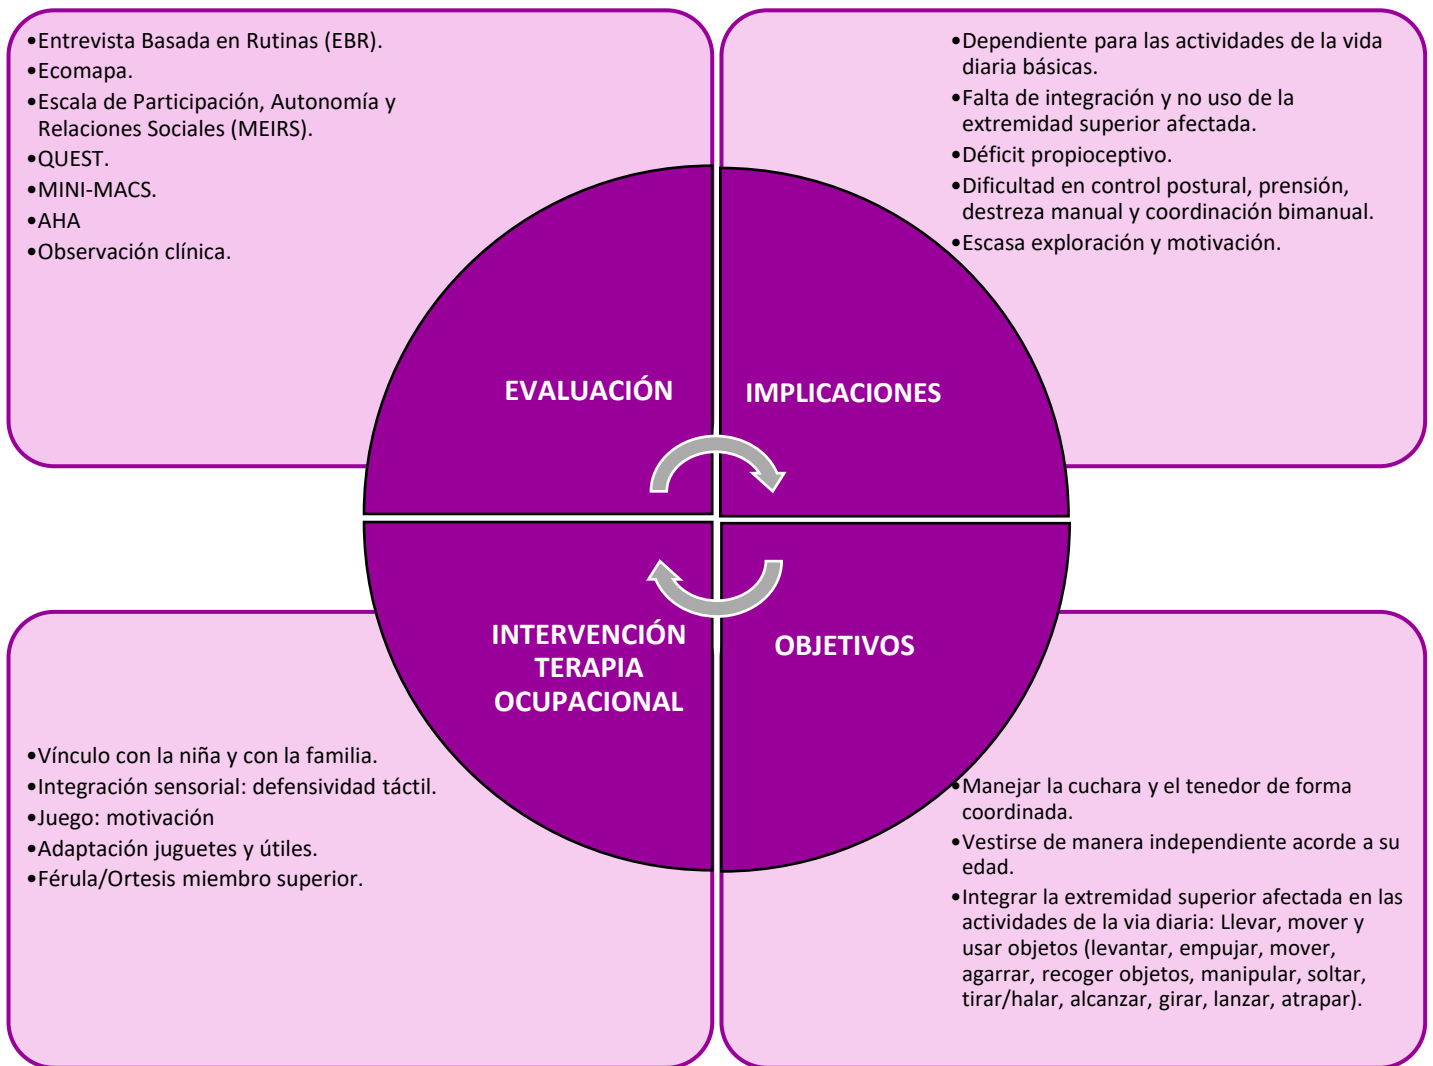 •Entrevista Basada en Rutinas (EBR).
•Ecomapa.
•Escala de Participación, Autonomía y
Relaciones Sociales (MEIRS).
•QUEST.
•MINI-MACS.
•AHA
•Observación clínica.
•Dependiente para las actividades de la vida
diaria básicas.
•Falta de integración y no uso de la
extremidad superior afectada.
•Déficit propioceptivo.
•Dificultad en control postural, prensión,
destreza manual y coordinación bimanual.
•Escasa exploración y motivación.
EVALUACIÓN
IMPLICACIONES
INTERVENCIÓN
TERAPIA
OCUPACIONAL
OBJETIVOS
•Vínculo con la niña y con la familia.
•Integración sensorial: defensividad táctil.
•Juego: motivación
•Adaptación juguetes y útiles.
•Férula/Ortesis miembro superior.
•Manejar la cuchara y el tenedor de forma
coordinada.
•Vestirse de manera independiente acorde a su
edad.
•Integrar la extremidad superior afectada en las
actividades de la via diaria: Llevar, mover y
usar objetos (levantar, empujar, mover,
agarrar, recoger objetos, manipular, soltar,
tirar/halar, alcanzar, girar, lanzar, atrapar).